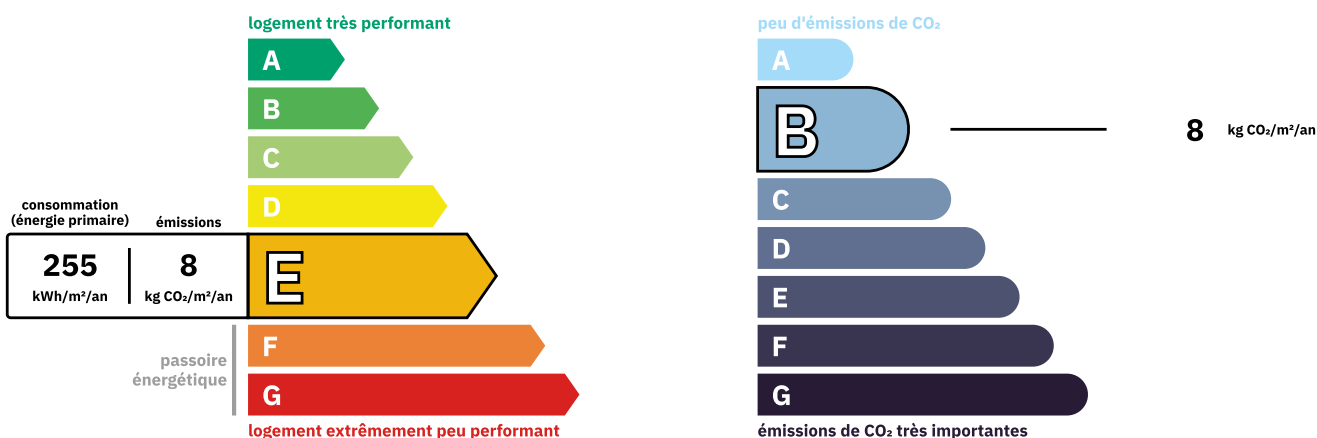 logement très performant
A
B
C
D
consommation
(énergie primaire)
émissions
255
kWh/m²/an
8
kg CO₂/m²/an
E
passoire
énergétique
F
G
logement extrêmement peu performant
peu d'émissions de CO₂
A
B
8 kg CO₂/m²/an
C
D
E
F
G
émissions de CO₂ très importantes